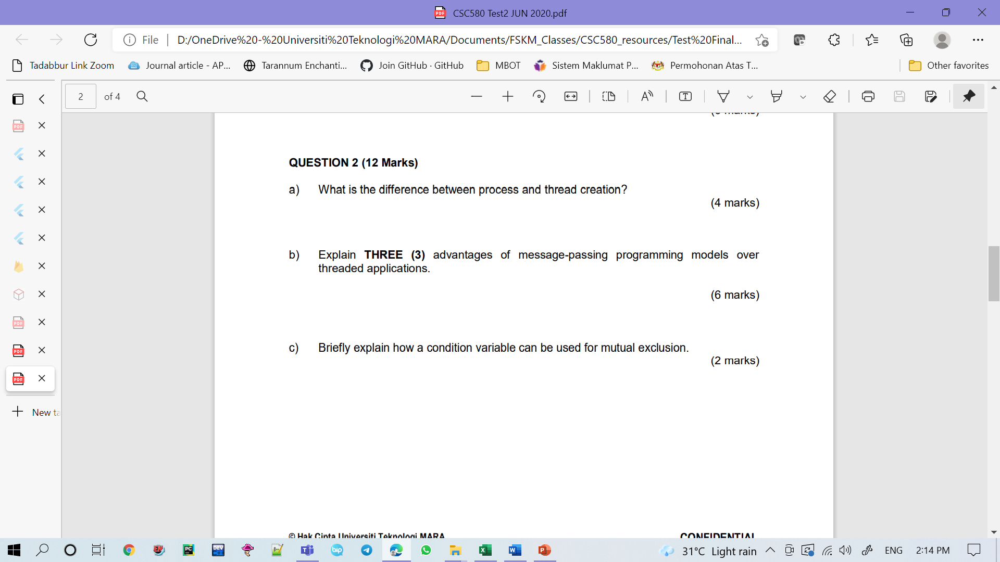 CSC580 Test2 JUN 2020.pdf
File
D:/OneDrive%20-%20Universiti%20Teknologi%20MARA/Documents/FSKM_Classes/CSC580_resources/Test%20Final...
Tadabbur Link Zoom
Journal article - AP...
Tarannum Enchanti...
Join GitHub · GitHub
MBOT
Sistem Maklumat P...
Permohonan Atas T...
Other favorites
2
of 4
QUESTION 2 (12 Marks)
a) What is the difference between process and thread creation?
(4 marks)
b) Explain THREE (3) advantages of message-passing programming models over
threaded applications.
(6 marks)
c) Briefly explain how a condition variable can be used for mutual exclusion.
(2 marks)
New ta
© Hak Cipta Universiti Teknologi MARA
CONFIDENTIAL
31°C Light rain
ENG
2:14 PM